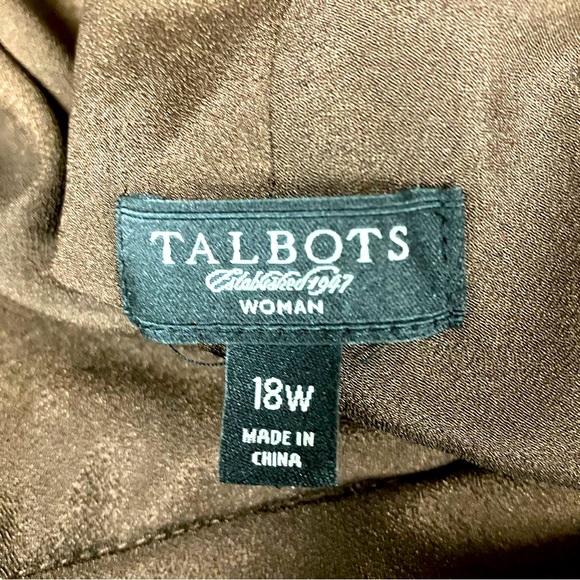 TALBOTS
Established 1947
WOMAN
18W
MADE IN
CHINA